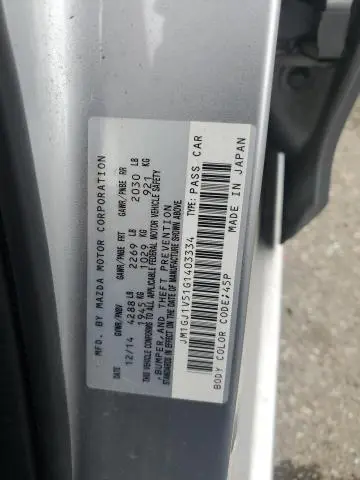 MFD. BY MAZDA MOTOR CORPORATION
GAWR/PNBE FRT GAWR/PNBE RR
12/14 4288 LB 2269 LB 2030 LB
1945 KG 1029 KG 921 KG
THIS VEHICLE CONFORMS TO ALL APPLICABLE FEDERAL MOTOR VEHICLE SAFETY
,BUMPER,AND THEFT PREVENTION
STANDARDS IN EFFECT ON THE DATE OF MANUFACTURE SHOWN ABOVE.
JM1GJ1V51G1403334 TYPE:PASS CAR
BODY COLOR CODE:45P MADE IN JAPAN